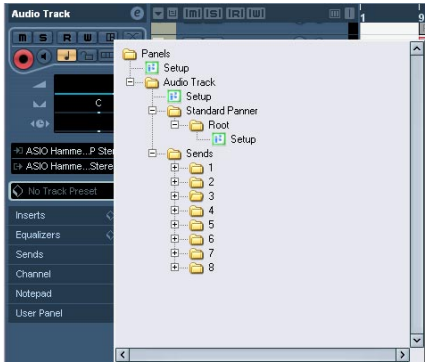 Audio Track
e
[m] [S] [R] [W]
1
9
m S R W
Panels
Setup
Audio Track
Setup
C
Standard Panner
Root
Setup
ASIO Hamme...P Ste
ASIO Hamme...Stere
Sends
1
No Track Preset
2
3
Inserts
4
Equalizers
5
Sends
6
7
Channel
8
Notepad
User Panel